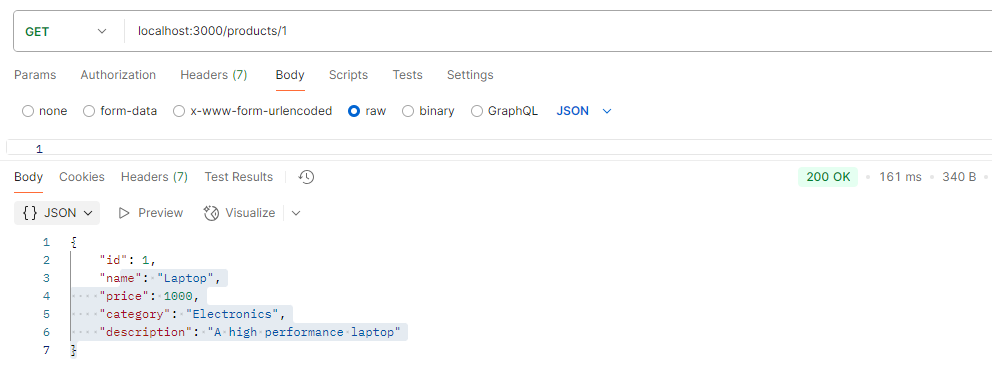 GET localhost:3000/products/1
Params Authorization Headers (7) Body Scripts Tests Settings
none form-data x-www-form-urlencoded raw binary GraphQL JSON
1
Body Cookies Headers (7) Test Results 200 OK 161 ms 340 B
{} JSON Preview Visualize
1 {
2 "id": 1,
3 "name": "Laptop",
4 "price": 1000,
5 "category": "Electronics",
6 "description": "A high performance laptop"
7 }